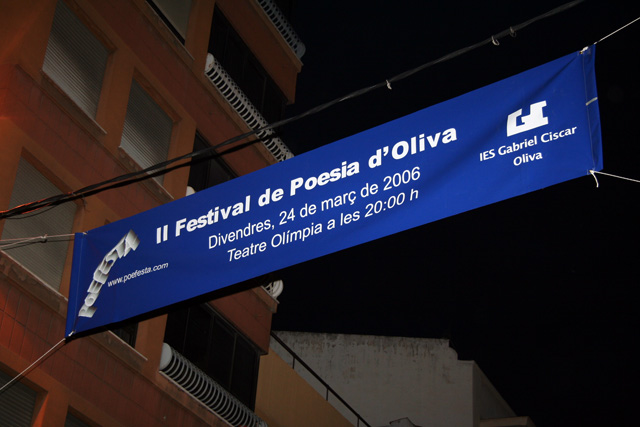 II Festival de Poesia d'Oliva
Divendres, 24 de març de 2006
Teatre Olímpia a les 20:00 h
POEFESTA
www.poefesta.com
IES Gabriel Ciscar
Oliva